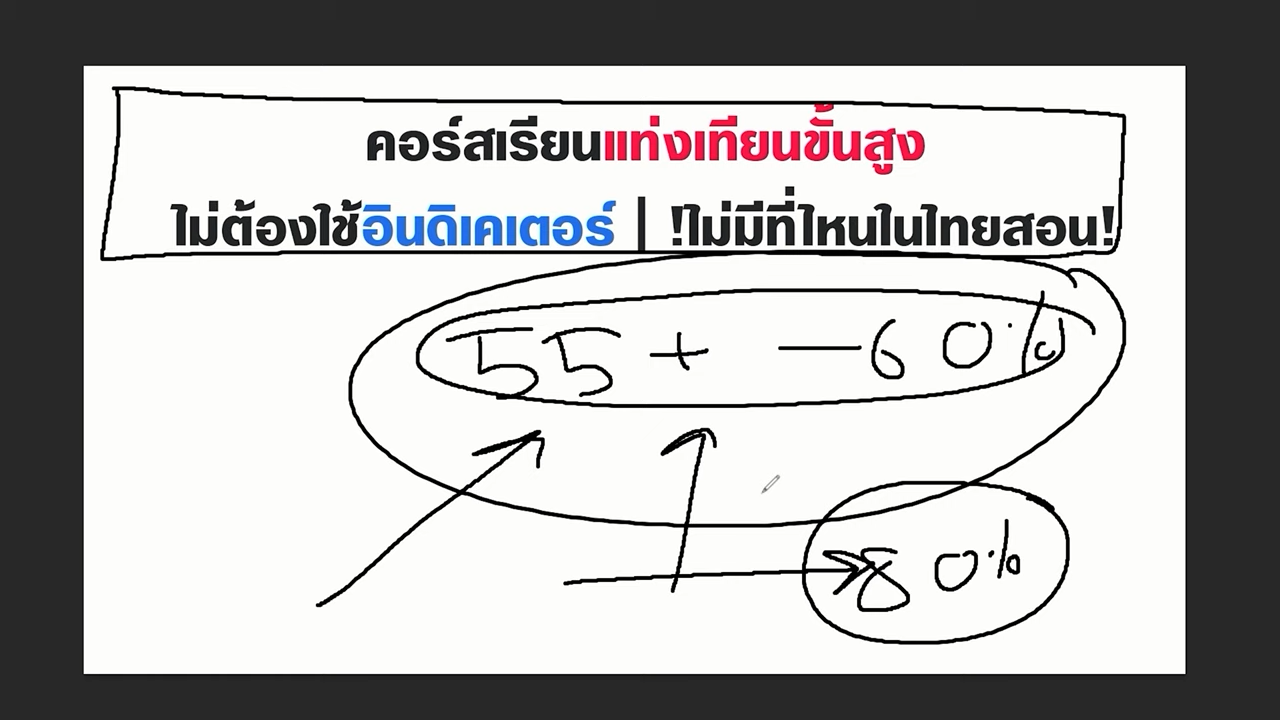 คอร์สเรียนแท่งเทียนขั้นสูง
ไม่ต้องใช้อินดิเคเตอร์ | !ไม่มีที่ไหนในไทยสอน!
55 + — 60%
80%